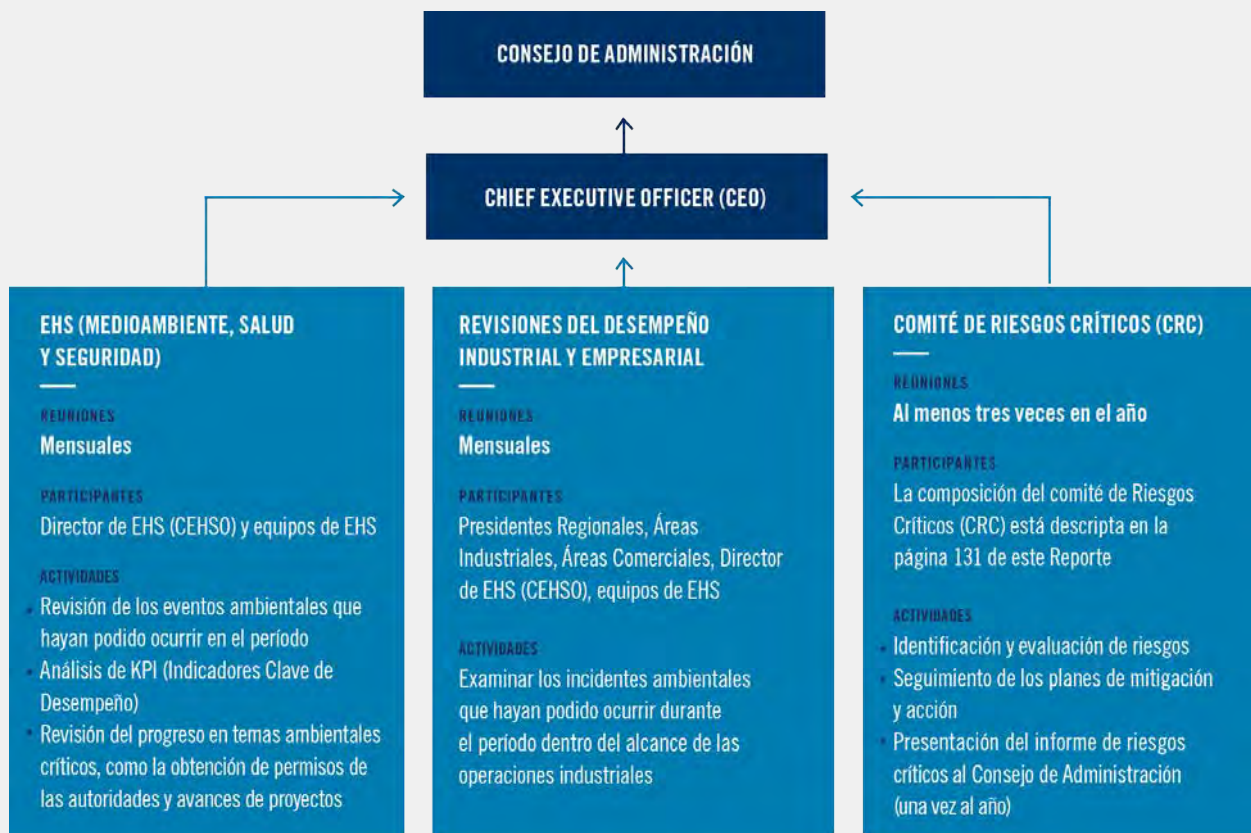 CONSEJO DE ADMINISTRACIÓN
CHIEF EXECUTIVE OFFICER (CEO)
EHS (MEDIOAMBIENTE, SALUD
Y SEGURIDAD)
REUNIONES
Mensuales
PARTICIPANTES
Director de EHS (CEHSO) y equipos de EHS
ACTIVIDADES
• Revisión de los eventos ambientales que
hayan podido ocurrir en el período
• Análisis de KPI (Indicadores Clave de
Desempeño)
• Revisión del progreso en temas ambientales
críticos, como la obtención de permisos de
las autoridades y avances de proyectos
REVISIONES DEL DESEMPEÑO
INDUSTRIAL Y EMPRESARIAL
REUNIONES
Mensuales
PARTICIPANTES
Presidentes Regionales, Áreas
Industriales, Áreas Comerciales, Director
de EHS (CEHSO), equipos de EHS
ACTIVIDADES
Examinar los incidentes ambientales
que hayan podido ocurrir durante
el período dentro del alcance de las
operaciones industriales
COMITÉ DE RIESGOS CRÍTICOS (CRC)
REUNIONES
Al menos tres veces en el año
PARTICIPANTES
La composición del comité de Riesgos
Críticos (CRC) está descripta en la
página 131 de este Reporte
ACTIVIDADES
• Identificación y evaluación de riesgos
• Seguimiento de los planes de mitigación
y acción
• Presentación del informe de riesgos
críticos al Consejo de Administración
(una vez al año)